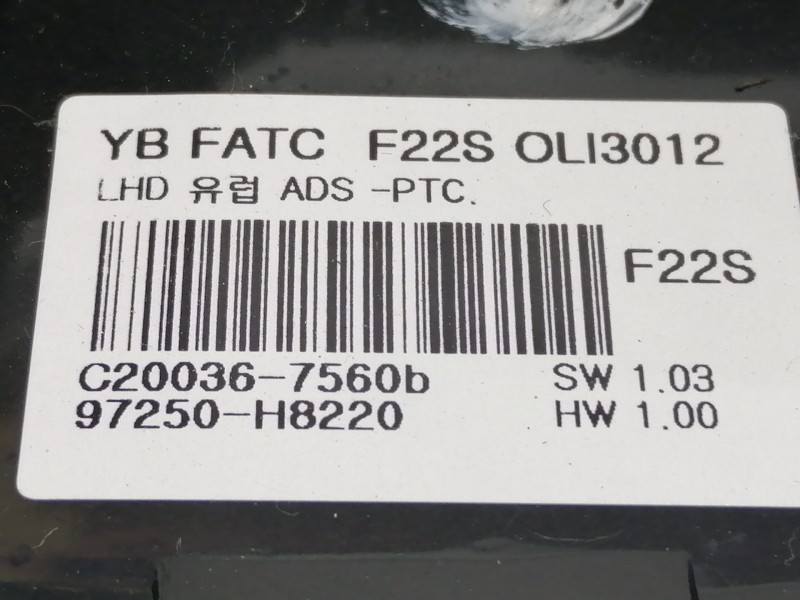 YB FATC F22S OLI3012
LHD 유럽 ADS -PTC.
F22S
C20036-7560b SW 1.03
97250-H8220 HW 1.00